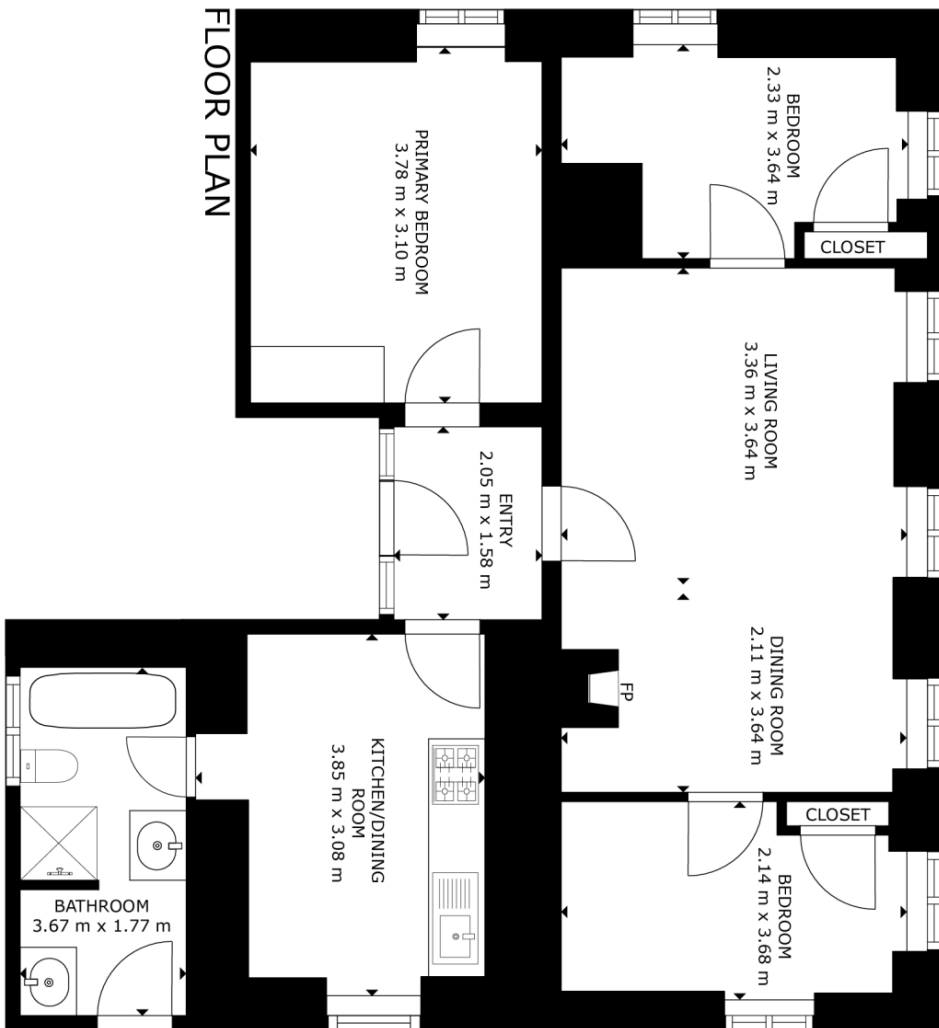 FLOOR PLAN
PRIMARY BEDROOM
3.78 m x 3.10 m
BEDROOM
2.33 m x 3.64 m
CLOSET
LIVING ROOM
3.36 m x 3.64 m
ENTRY
2.05 m x 1.58 m
DINING ROOM
2.11 m x 3.64 m
FP
KITCHEN/DINING
ROOM
3.85 m x 3.08 m
CLOSET
BEDROOM
2.14 m x 3.68 m
BATHROOM
3.67 m x 1.77 m